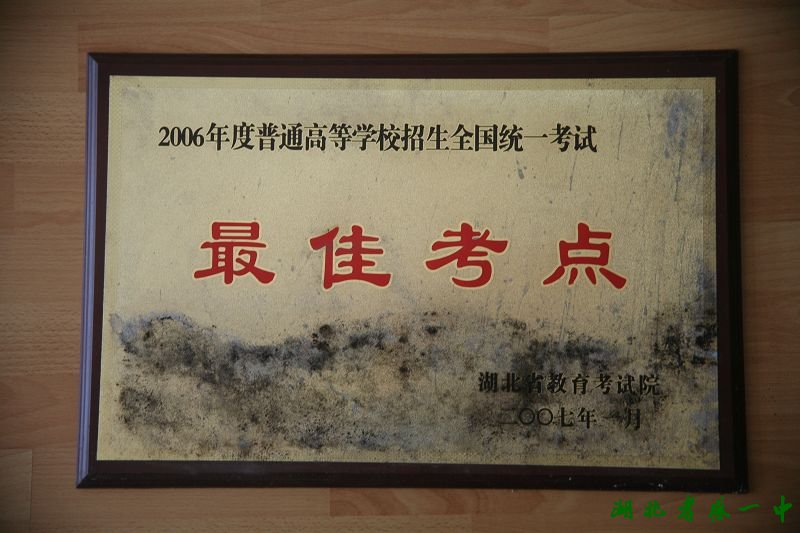 2006年度普通高等学校招生全国统一考试
最佳考点
湖北省教育考试院
二〇〇七年一月
湖北省蔡一中